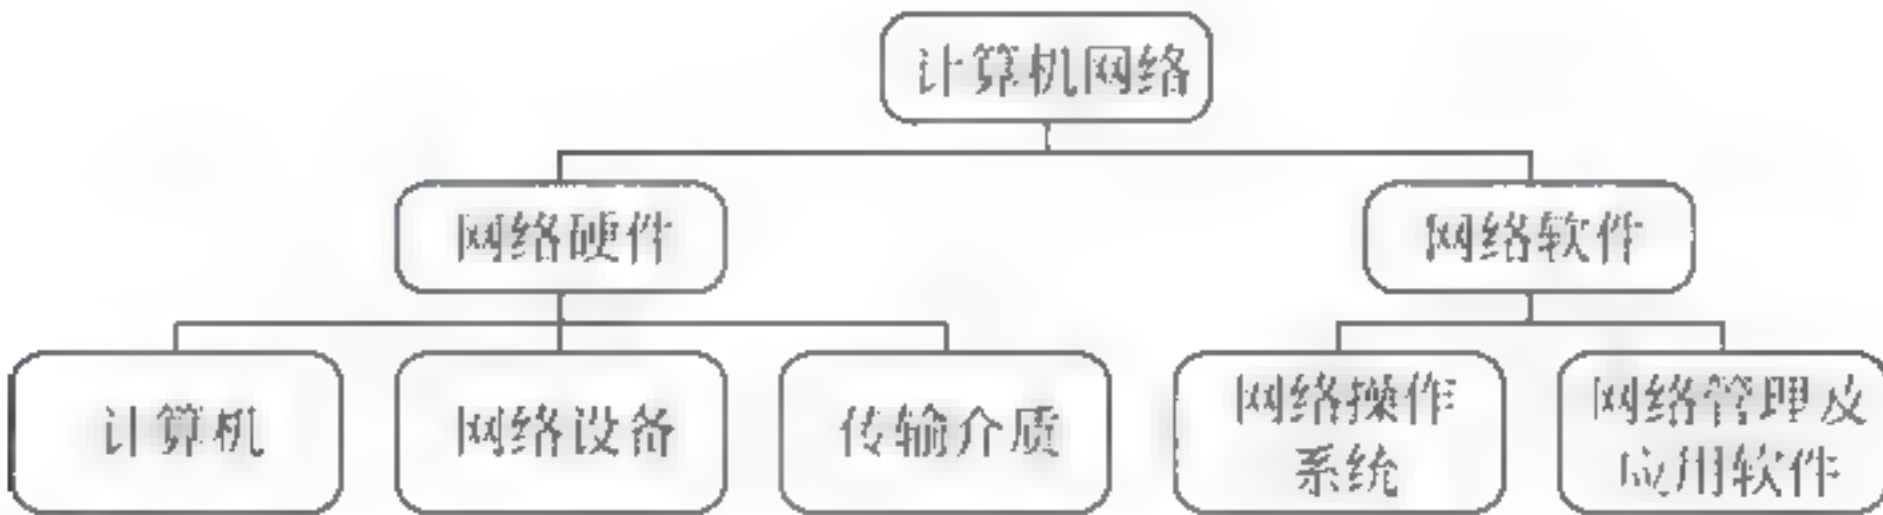 计算机网络
网络硬件
网络软件
计算机
网络设备
传输介质
网络操作
系统
网络管理及
应用软件